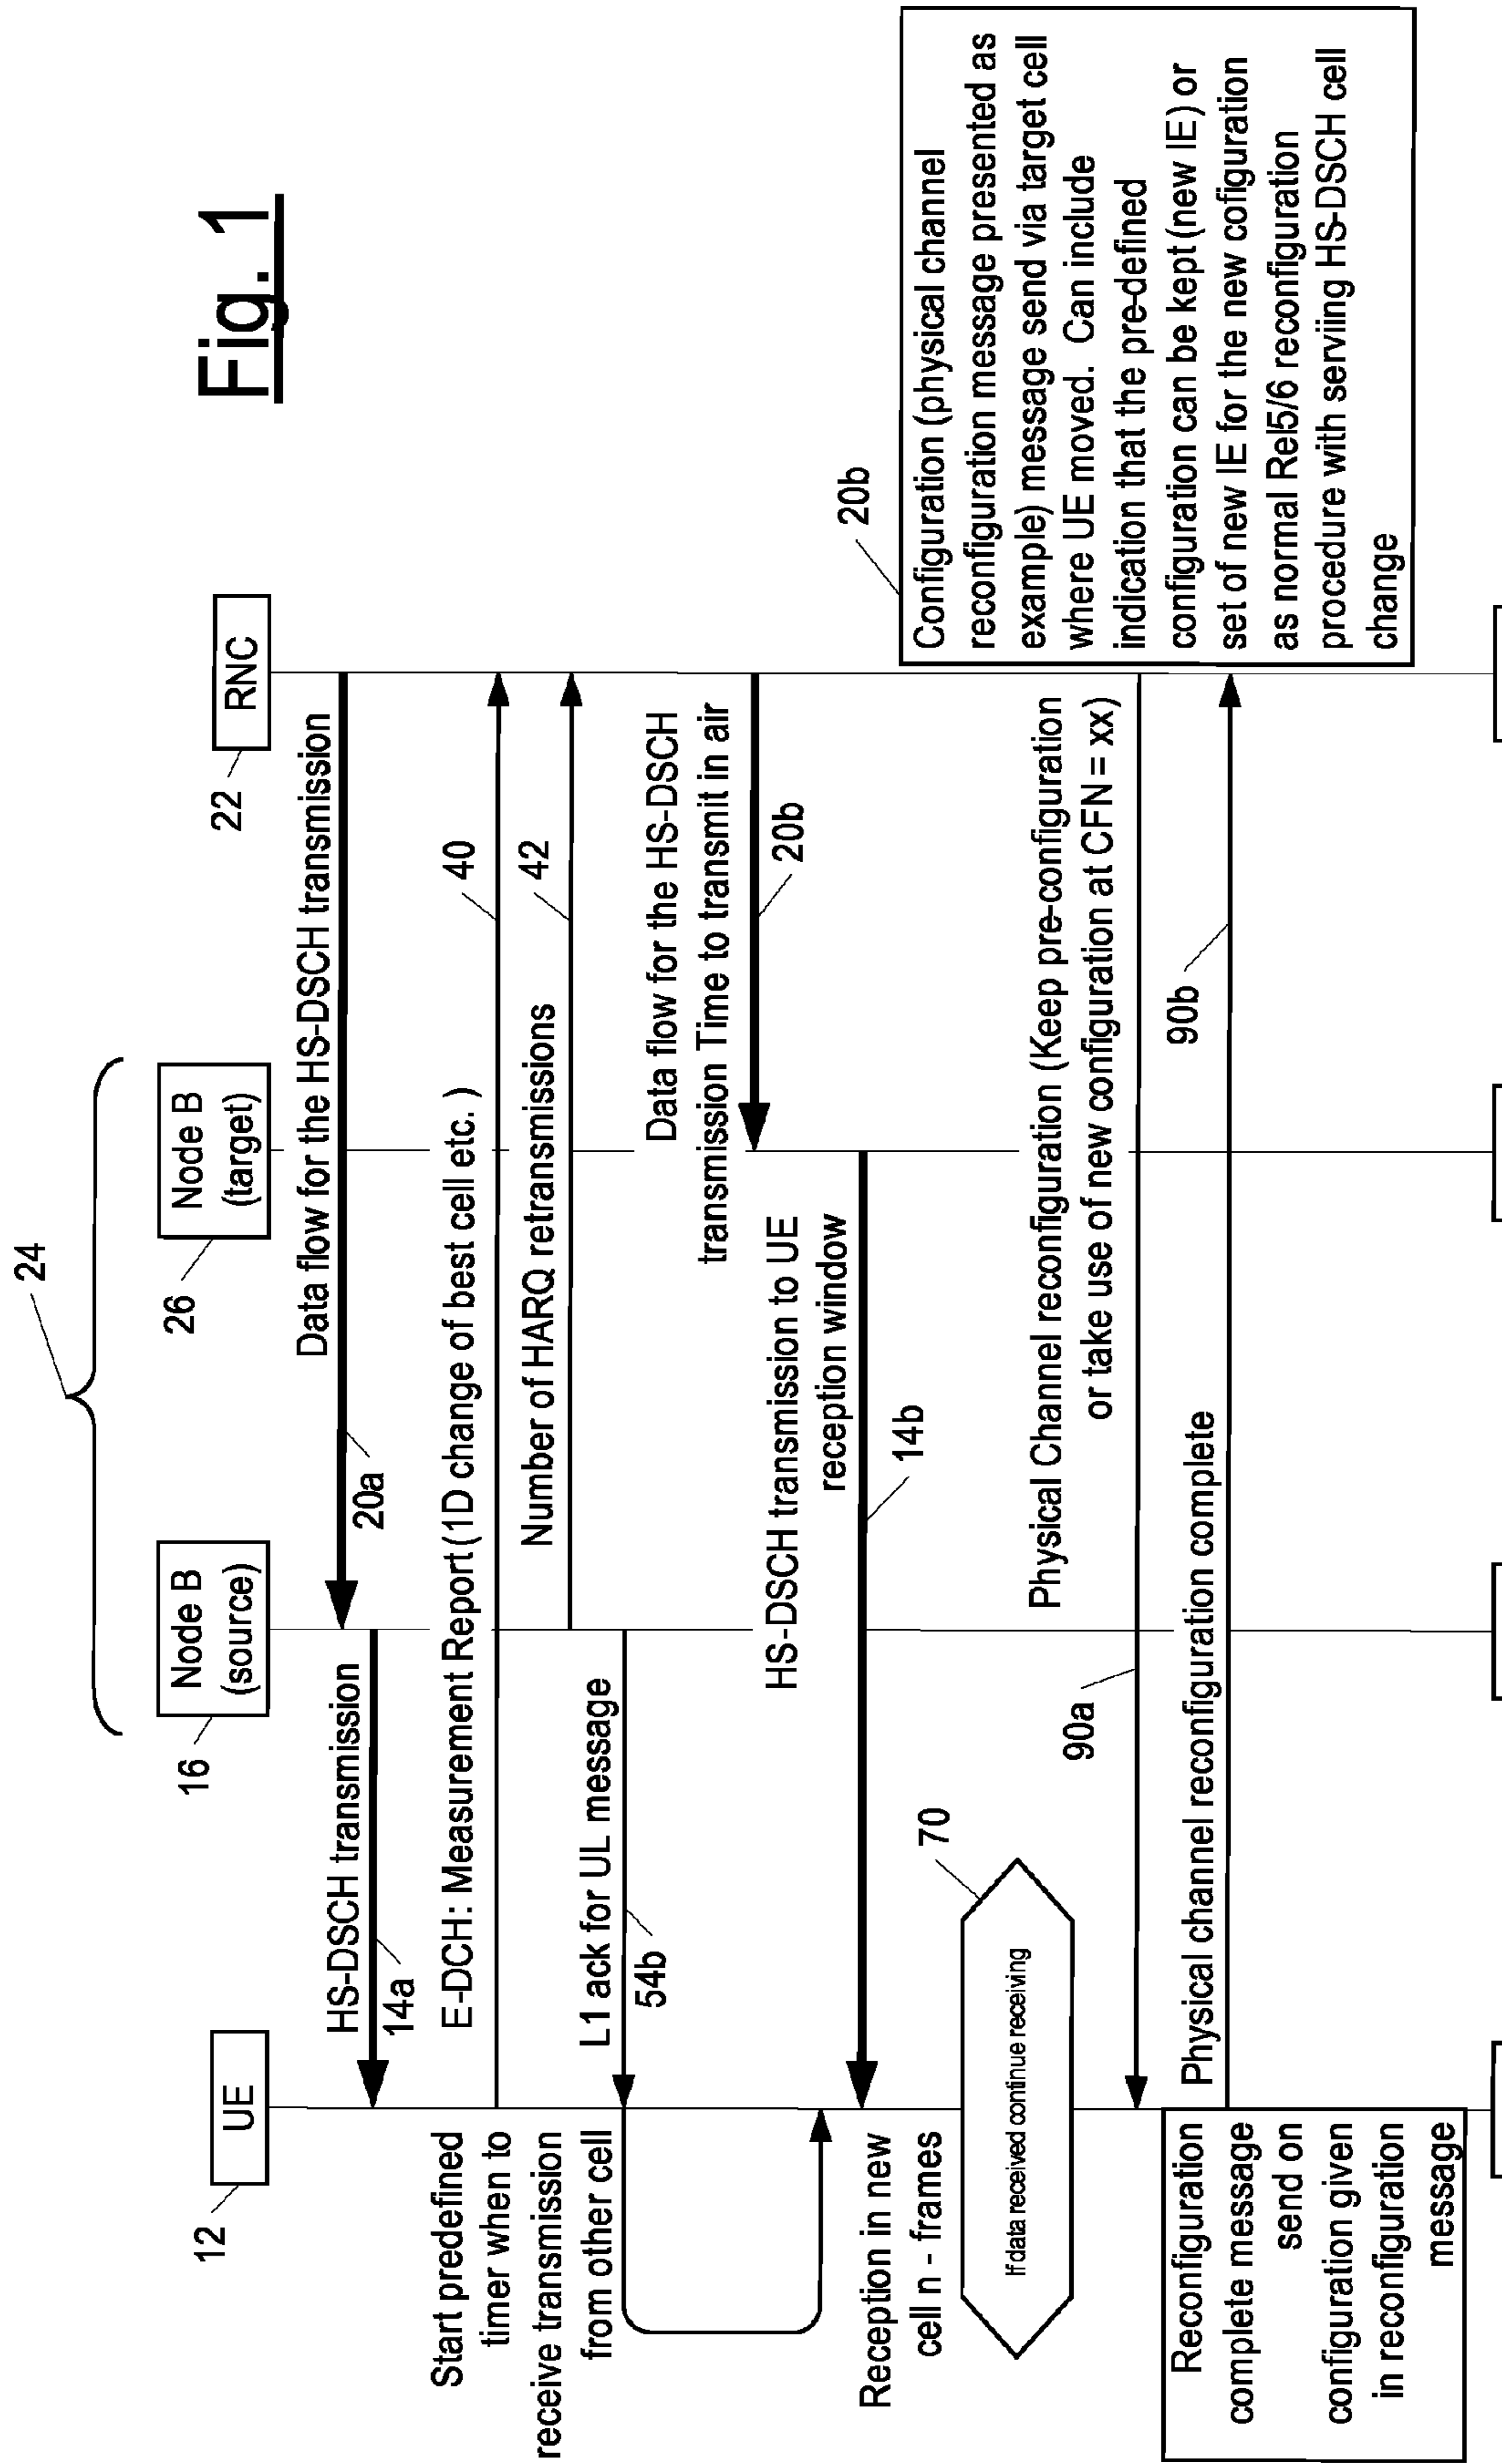 Fig. 1
24
12
UE
16
Node B
(source)
26
Node B
(target)
22
RNC
Data flow for the HS-DSCH transmission
20a
HS-DSCH transmission
14a
E-DCH: Measurement Report (1D change of best cell etc. )
40
Start predefined
timer when to
receive transmission
from other cell
Number of HARQ retransmissions
42
L1 ack for UL message
54b
Data flow for the HS-DSCH
transmission Time to transmit in air
20b
HS-DSCH transmission to UE
reception window
14b
Reception in new
cell n - frames
If data received continue receiving
70
Physical Channel reconfiguration (Keep pre-configuration
or take use of new configuration at CFN = xx)
90a
Physical channel reconfiguration complete
90b
Reconfiguration
complete message
send on
configuration given
in reconfiguration
message
20b
Configuration (physical channel
reconfiguration message presented as
example) message send via target cell
where UE moved. Can include
indication that the pre-defined
configuration can be kept (new IE) or
set of new IE for the new cofiguration
as normal Rel5/6 reconfiguration
procedure with serviing HS-DSCH cell
change